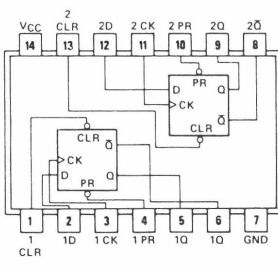 2
VCC CLR 2D 2 CK 2 PR 2Q 2Q̄
14 13 12 11 10 9 8
PR
D Q
CK
Q̄
CLR
CLR
Q̄
CK
D Q
PR
1 2 3 4 5 6 7
1 1D 1 CK 1 PR 1Q 1Q GND
CLR